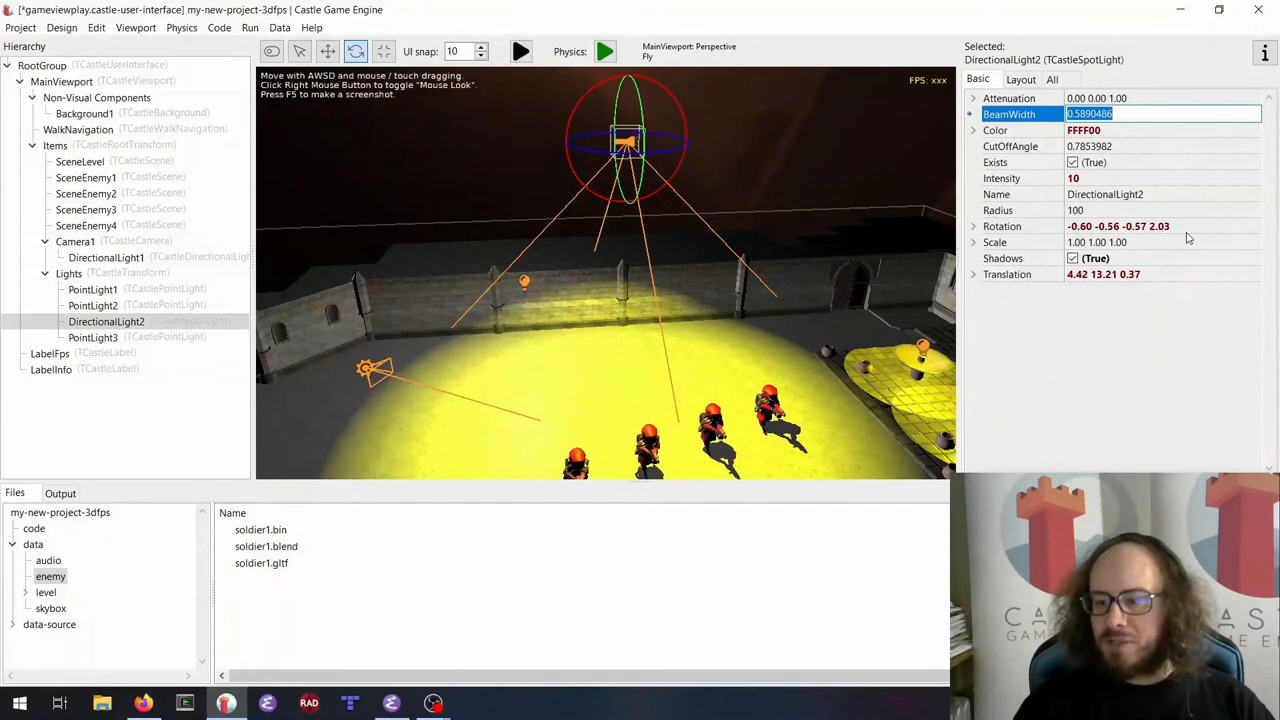 [*gameviewplay.castle-user-interface] my-new-project-3dfps | Castle Game Engine
Project Design Edit Viewport Physics Code Run Data Help
Hierarchy
RootGroup (TCastleUserInterface)
MainViewport (TCastleViewport)
Non-Visual Components
Background1 (TCastleBackground)
WalkNavigation (TCastleWalkNavigation)
Items (TCastleRootTransform)
SceneLevel (TCastleScene)
SceneEnemy1 (TCastleScene)
SceneEnemy2 (TCastleScene)
SceneEnemy3 (TCastleScene)
SceneEnemy4 (TCastleScene)
Camera1 (TCastleCamera)
DirectionalLight1 (TCastleDirectionalLigh
Lights (TCastleTransform)
PointLight1 (TCastlePointLight)
PointLight2 (TCastlePointLight)
DirectionalLight2 (TCastleSpotLight)
PointLight3 (TCastlePointLight)
LabelFps (TCastleLabel)
LabelInfo (TCastleLabel)
UI snap: 10
Physics:
MainViewport: Perspective
Fly
Move with AWSD and mouse / touch dragging.
Click Right Mouse Button to toggle "Mouse Look".
Press F5 to make a screenshot.
FPS: xxx
Selected:
DirectionalLight2 (TCastleSpotLight)
Basic Layout All
Attenuation 0.00 0.00 1.00
BeamWidth 0.5890486
Color FFFF00
CutOffAngle 0.7853982
Exists (True)
Intensity 10
Name DirectionalLight2
Radius 100
Rotation -0.60 -0.56 -0.57 2.03
Scale 1.00 1.00 1.00
Shadows (True)
Translation 4.42 13.21 0.37
Files Output
my-new-project-3dfps
code
data
audio
enemy
level
skybox
data-source
Name
soldier1.bin
soldier1.blend
soldier1.gltf
RAD